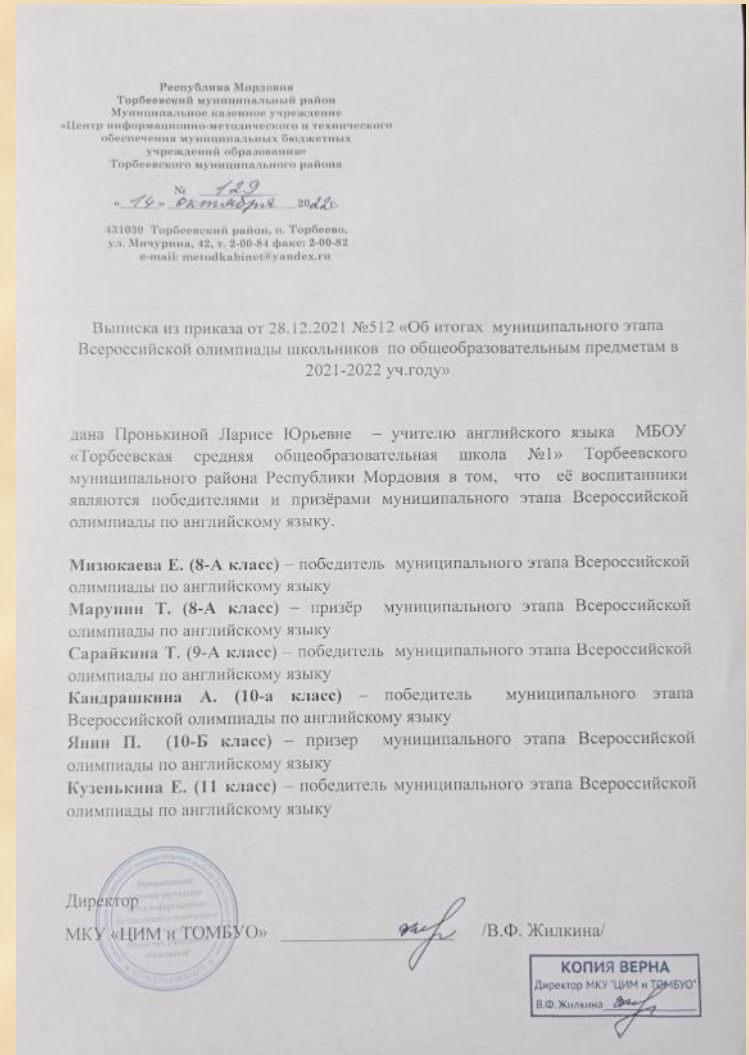 Республика Мордовия
Торбеевский муниципальный район
Муниципальное казенное учреждение
«Центр информационно-методического и технического
обеспечения муниципальных бюджетных
учреждений образования»
Торбеевского муниципального района
№ 129
« 14 » октября 2022г.
431030 Торбеевский район, п. Торбеево,
ул. Мичурина, 42, т. 2-00-84 факс: 2-00-82
e-mail: metodkabinet@yandex.ru
Выписка из приказа от 28.12.2021 №512 «Об итогах муниципального этапа
Всероссийской олимпиады школьников по общеобразовательным предметам в
2021-2022 уч.году»
дана Пронькиной Ларисе Юрьевне – учителю английского языка МБОУ
«Торбеевская средняя общеобразовательная школа №1» Торбеевского
муниципального района Республики Мордовия в том, что её воспитанники
являются победителями и призёрами муниципального этапа Всероссийской
олимпиады по английскому языку.
Мизюкаева Е. (8-А класс) – победитель муниципального этапа Всероссийской
олимпиады по английскому языку
Марунин Т. (8-А класс) – призёр муниципального этапа Всероссийской
олимпиады по английскому языку
Сарайкина Т. (9-А класс) – победитель муниципального этапа Всероссийской
олимпиады по английскому языку
Кандрашкина А. (10-а класс) – победитель муниципального этапа
Всероссийской олимпиады по английскому языку
Янин П. (10-Б класс) – призер муниципального этапа Всероссийской
олимпиады по английскому языку
Кузенькина Е. (11 класс) – победитель муниципального этапа Всероссийской
олимпиады по английскому языку
Директор
МКУ «ЦИМ и ТОМБУО» /В.Ф. Жилкина/
КОПИЯ ВЕРНА
Директор МКУ "ЦИМ и ТОМБУО"
В.Ф. Жилкина